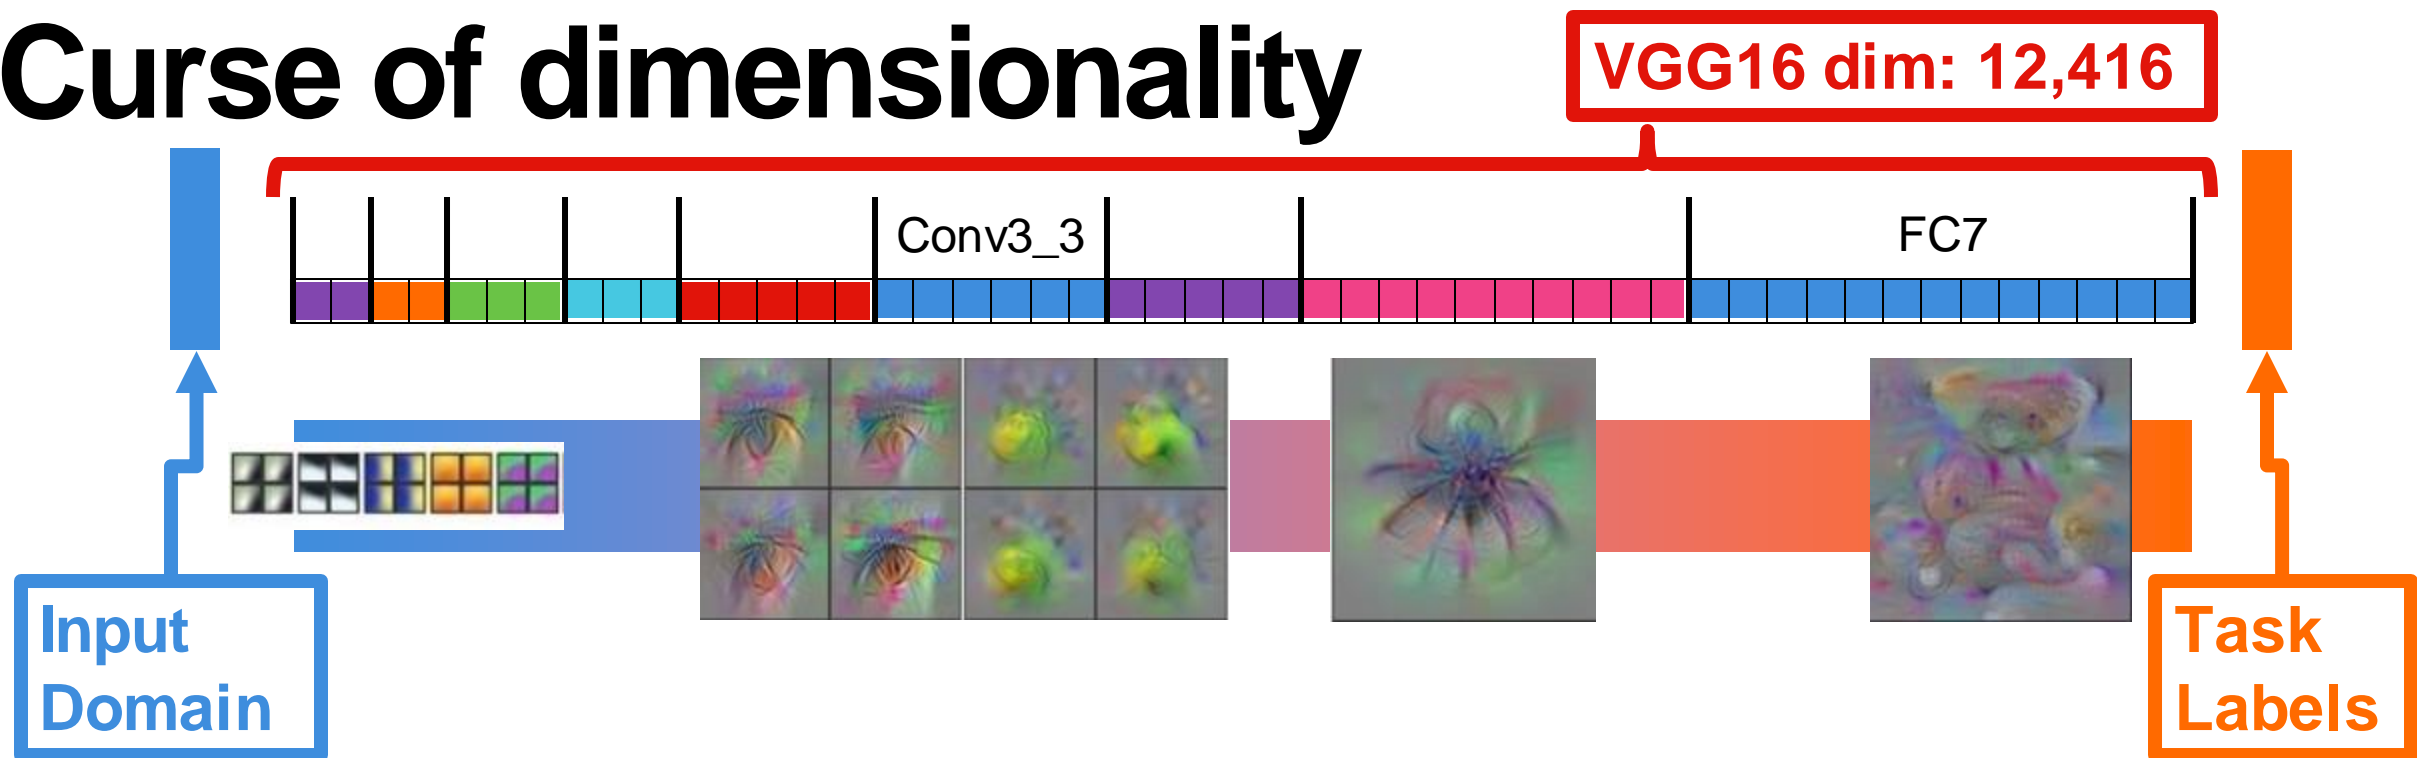 Curse of dimensionality
VGG16 dim: 12,416
Conv3_3
FC7
Input
Domain
Task
Labels